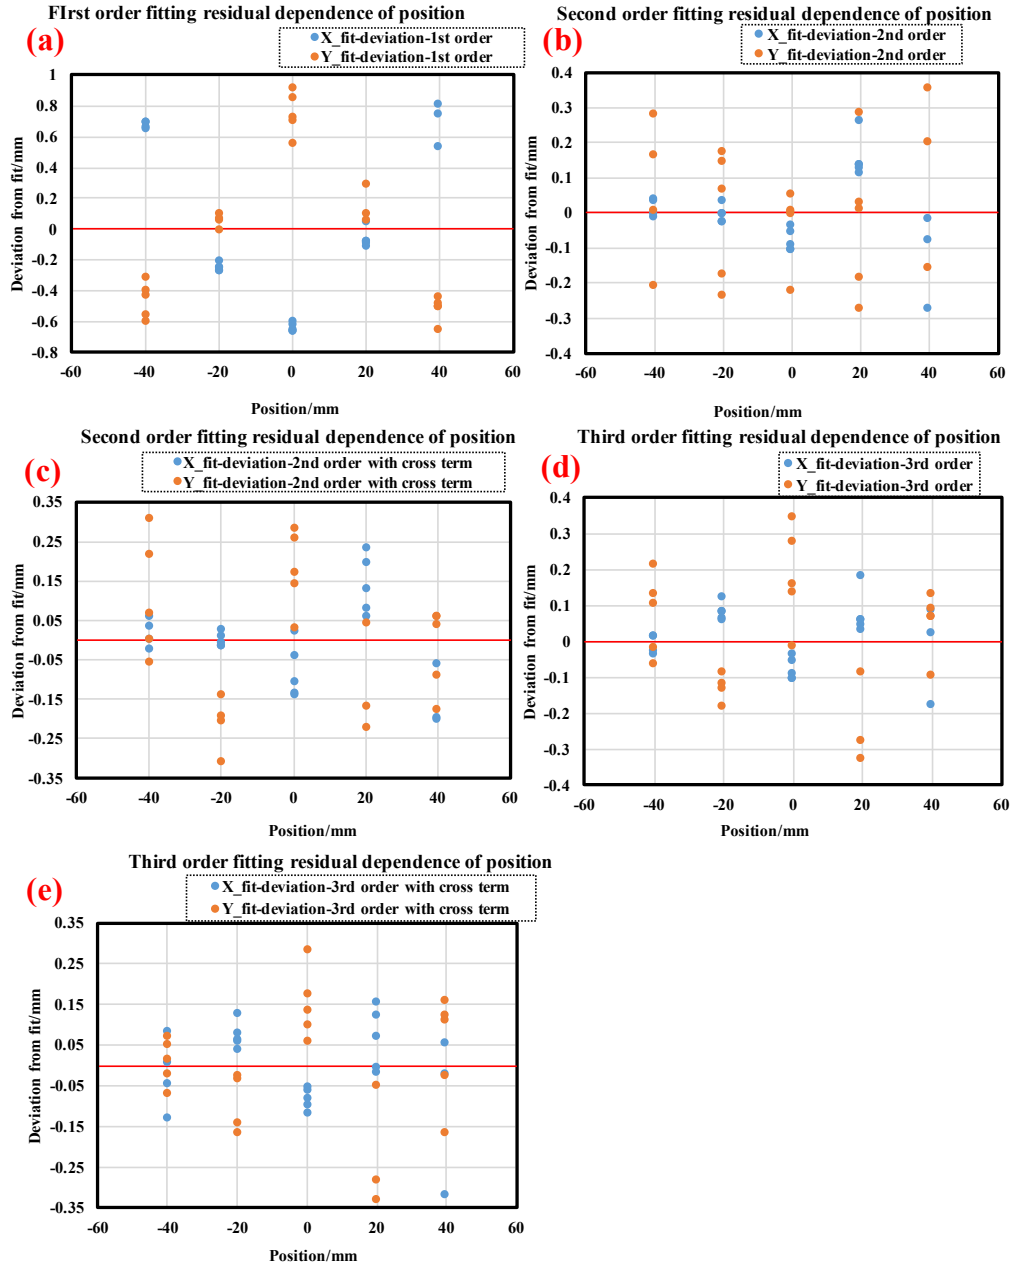 FIrst order fitting residual dependence of position
(a)
X_fit-deviation-1st order
Y_fit-deviation-1st order
Deviation from fit/mm
1
0.8
0.6
0.4
0.2
0
-0.2
-0.4
-0.6
-0.8
-60 -40 -20 0 20 40 60
Position/mm
Second order fitting residual dependence of position
(b)
X_fit-deviation-2nd order
Y_fit-deviation-2nd order
Deviation from fit/mm
0.4
0.3
0.2
0.1
0
-0.1
-0.2
-0.3
-0.4
-60 -40 -20 0 20 40 60
Position/mm
Second order fitting residual dependence of position
(c)
X_fit-deviation-2nd order with cross term
Y_fit-deviation-2nd order with cross term
Deviation from fit/mm
0.35
0.25
0.15
0.05
-0.05
-0.15
-0.25
-0.35
-60 -40 -20 0 20 40 60
Position/mm
Third order fitting residual dependence of position
(d)
X_fit-deviation-3rd order
Y_fit-deviation-3rd order
Deviation from fit/mm
0.4
0.3
0.2
0.1
0
-0.1
-0.2
-0.3
-0.4
-60 -40 -20 0 20 40 60
Position/mm
Third order fitting residual dependence of position
(e)
X_fit-deviation-3rd order with cross term
Y_fit-deviation-3rd order with cross term
Deviation from fit/mm
0.35
0.25
0.15
0.05
-0.05
-0.15
-0.25
-0.35
-60 -40 -20 0 20 40 60
Position/mm